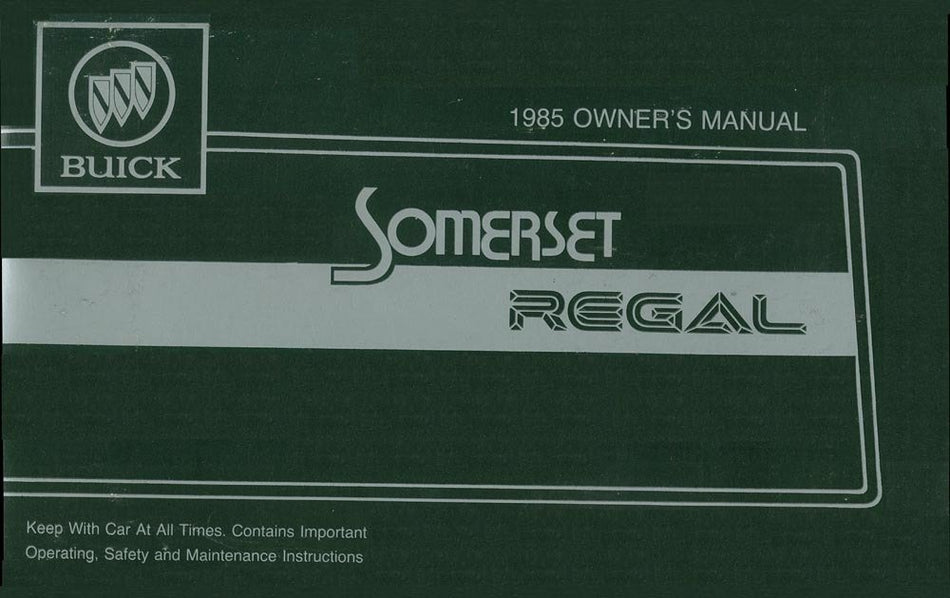 BUICK
1985 OWNER'S MANUAL
SOMERSET
REGAL
Keep With Car At All Times. Contains Important
Operating, Safety and Maintenance Instructions